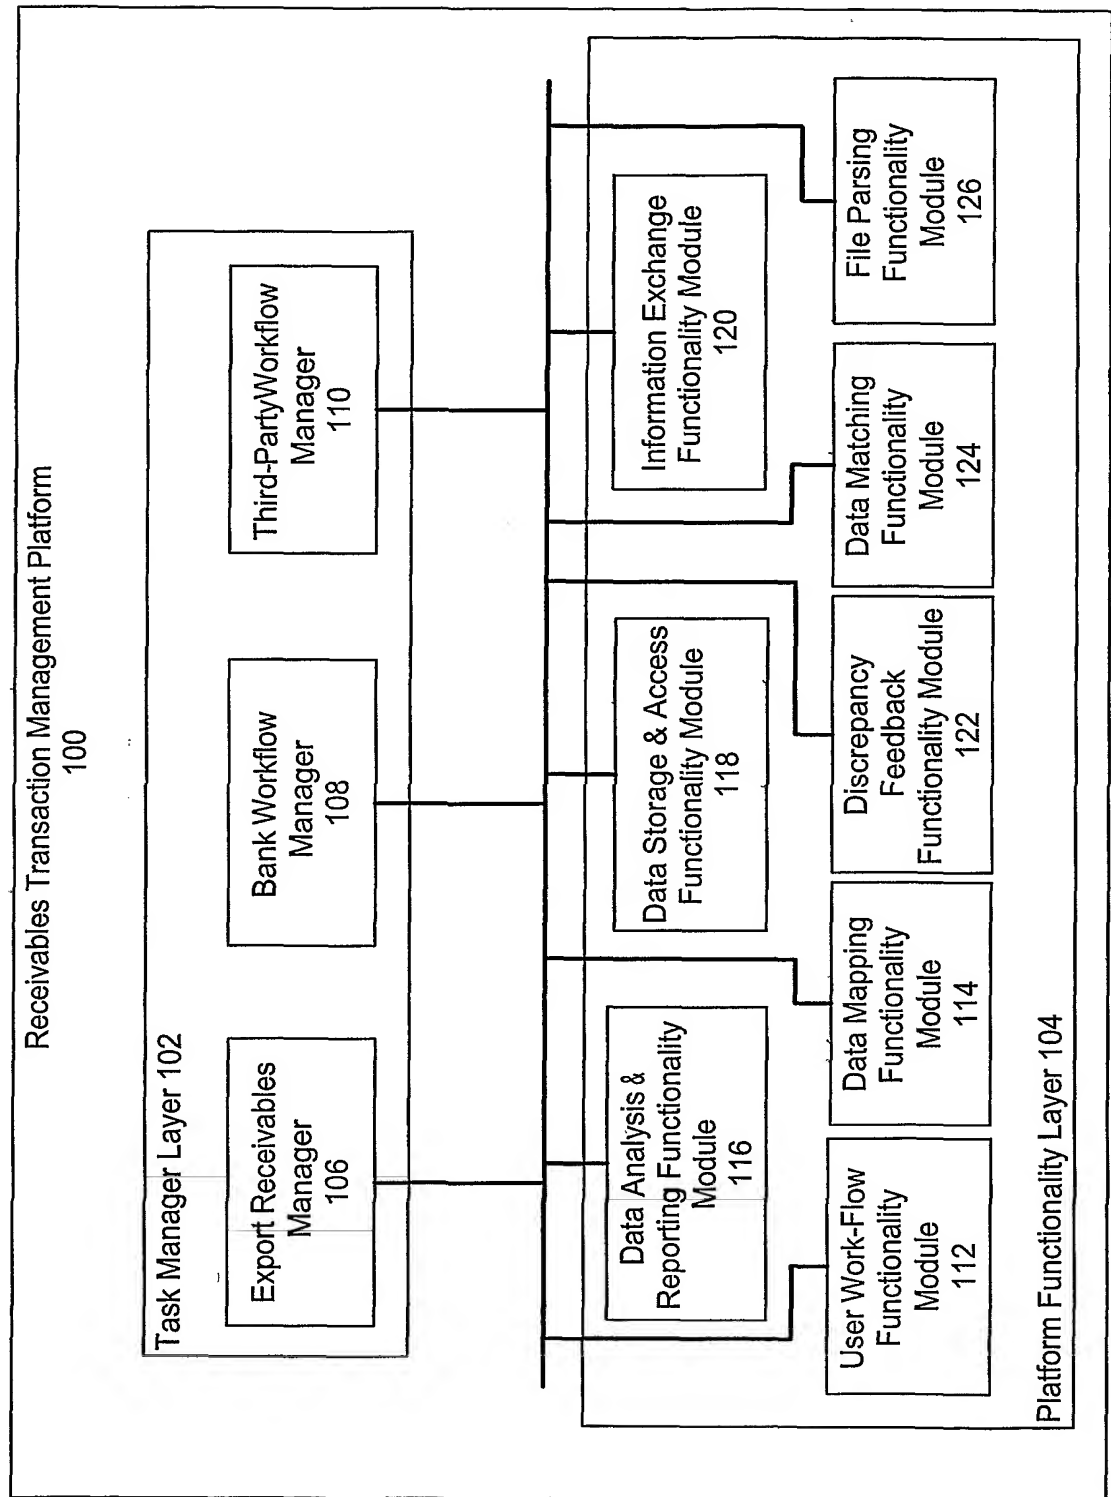 Receivables Transaction Management Platform
100
Task Manager Layer 102
Export Receivables
Manager
106
Bank Workflow
Manager
108
Third-PartyWorkflow
Manager
110
Data Analysis &
Reporting Functionality
Module
116
Data Storage & Access
Functionality Module
118
Information Exchange
Functionality Module
120
User Work-Flow
Functionality
Module
112
Data Mapping
Functionality
Module
114
Discrepancy
Feedback
Functionality Module
122
Data Matching
Functionality
Module
124
File Parsing
Functionality
Module
126
Platform Functionality Layer 104